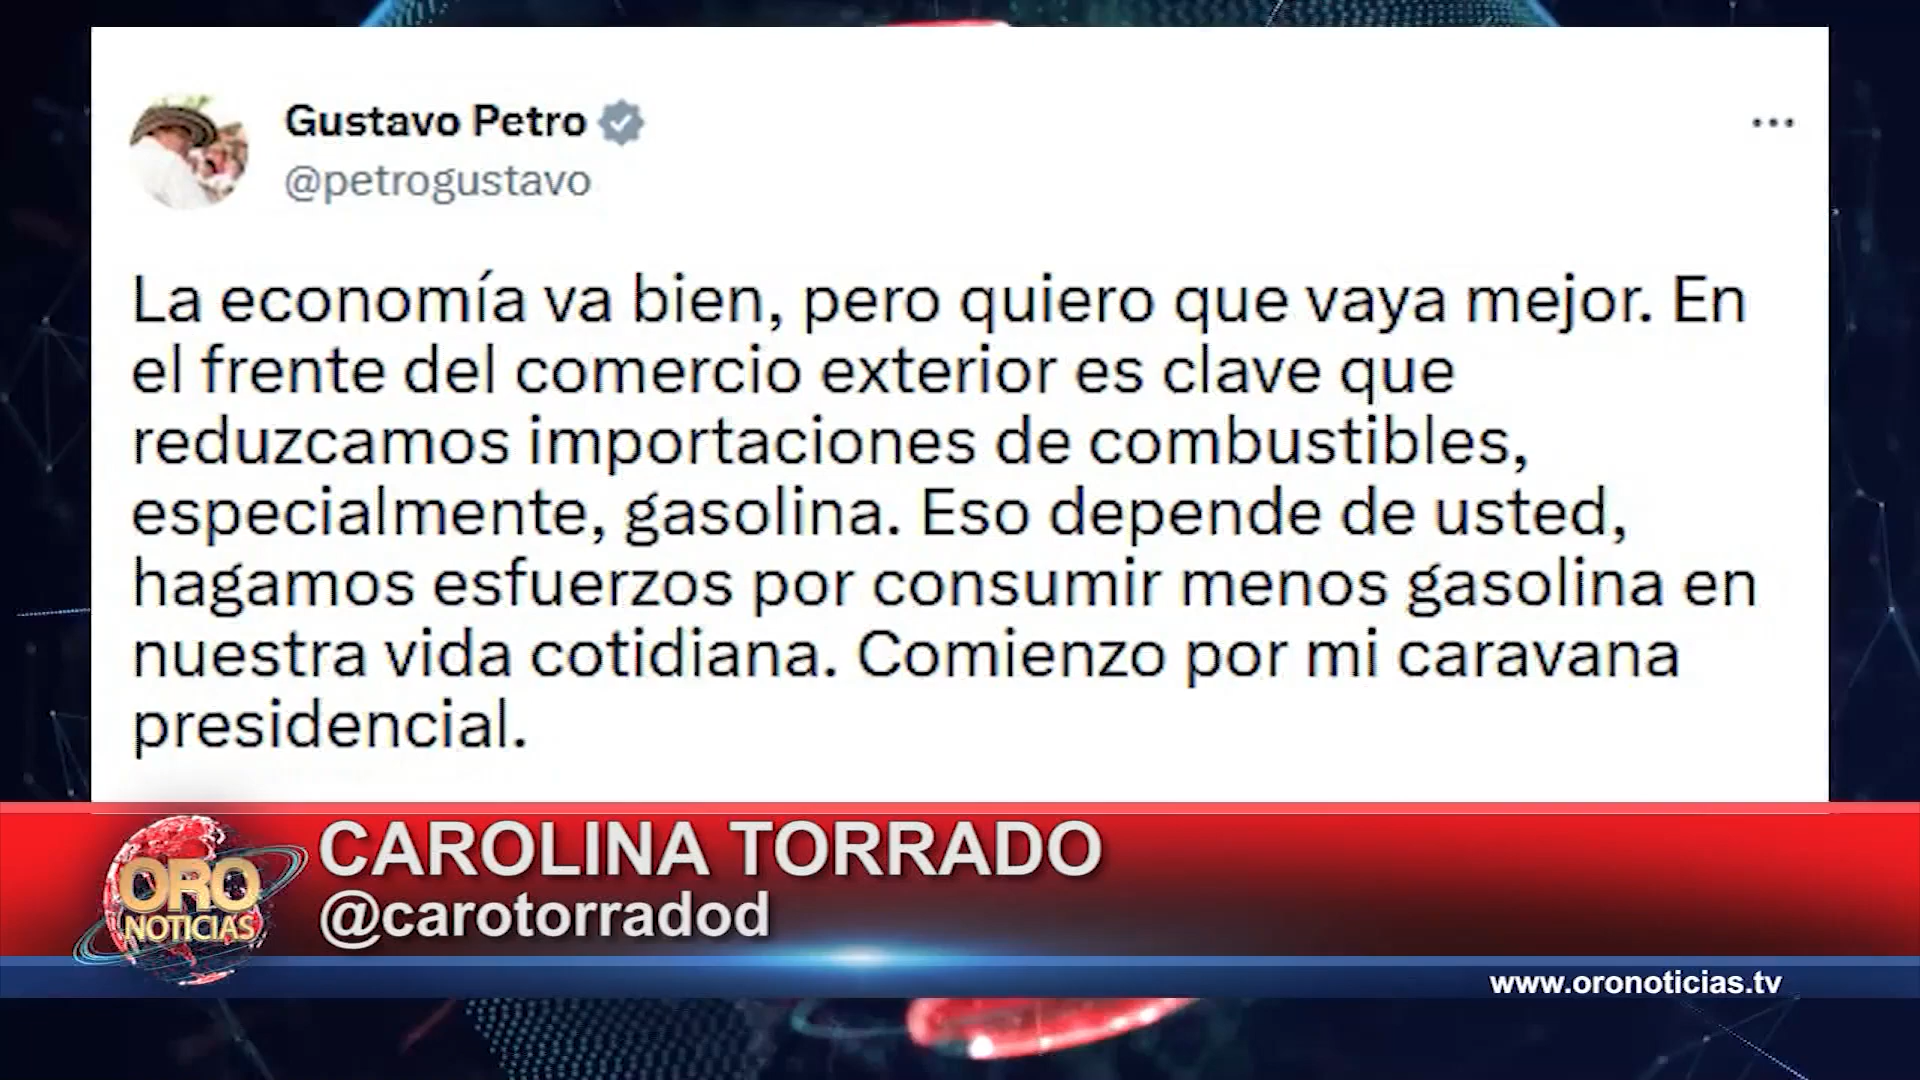 Gustavo Petro
@petrogustavo
La economía va bien, pero quiero que vaya mejor. En
el frente del comercio exterior es clave que
reduzcamos importaciones de combustibles,
especialmente, gasolina. Eso depende de usted,
hagamos esfuerzos por consumir menos gasolina en
nuestra vida cotidiana. Comienzo por mi caravana
presidencial.
ORO
NOTICIAS
CAROLINA TORRADO
@carotorradod
www.oronoticias.tv